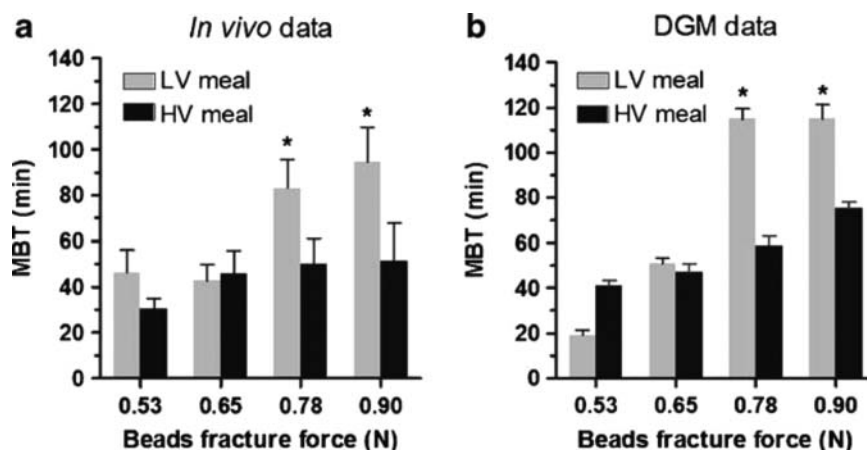 a In vivo data
140
120
100
80
60
40
20
0
MBT (min)
LV meal
HV meal
*
*
0.53 0.65 0.78 0.90
Beads fracture force (N)
b DGM data
140
120
100
80
60
40
20
0
MBT (min)
LV meal
HV meal
*
*
0.53 0.65 0.78 0.90
Beads fracture force (N)